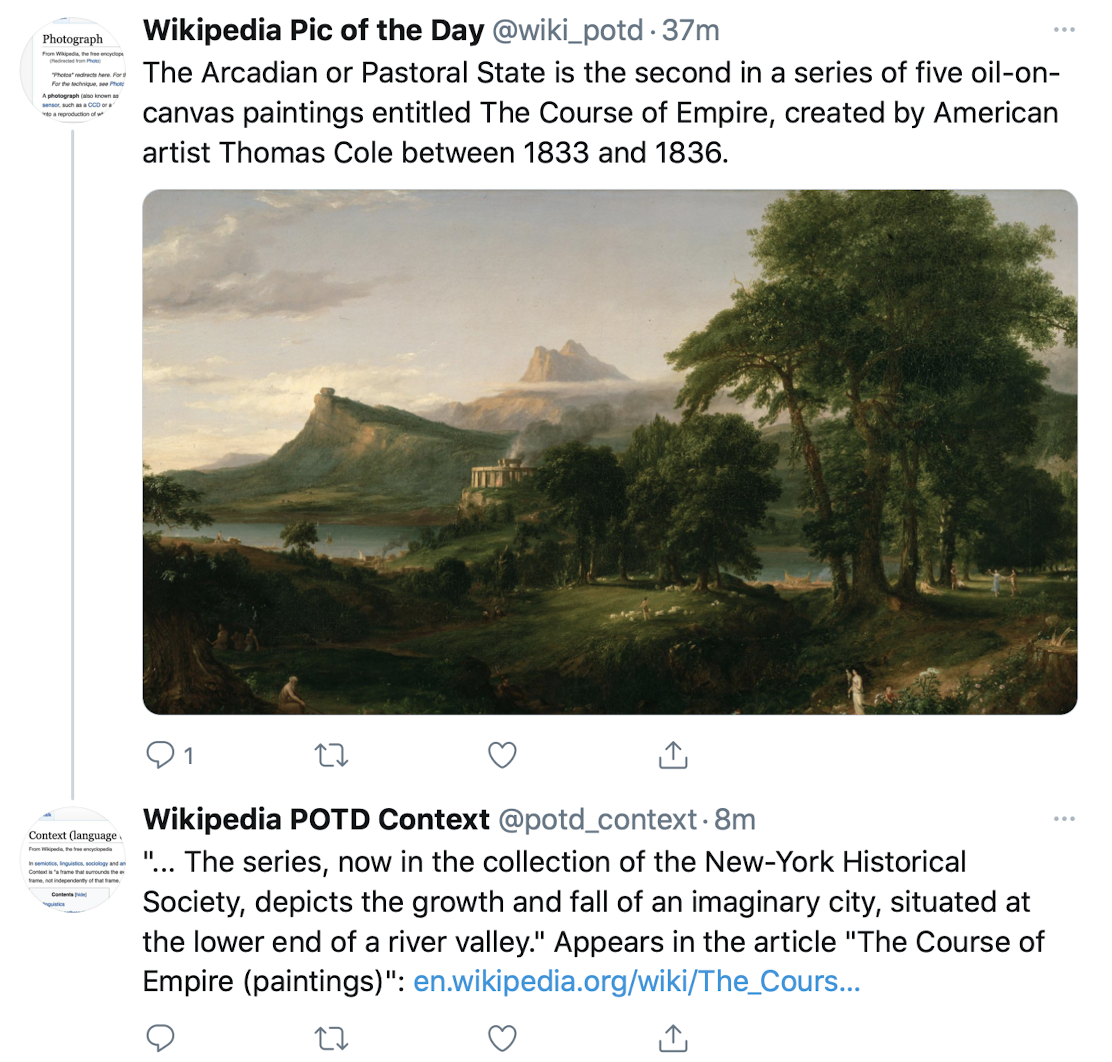 Photograph
From Wikipedia, the free encyclope
(Redirected from Photo)
"Photos" redirects here. For t
For the technique, see Photo
A photograph (also known as
sensor, such as a CCD or a
Wikipedia Pic of the Day @wiki_potd · 37m
The Arcadian or Pastoral State is the second in a series of five oil-on-
canvas paintings entitled The Course of Empire, created by American
artist Thomas Cole between 1833 and 1836.
1
Context (language
From Wikipedia, the free encyclopedia
In semiotics, linguistics, sociology and an
Context is "a frame that surrounds the ev
frame, not independently of that frame.
Contents [hide]
Wikipedia POTD Context @potd_context · 8m
"... The series, now in the collection of the New-York Historical
Society, depicts the growth and fall of an imaginary city, situated at
the lower end of a river valley." Appears in the article "The Course of
Empire (paintings)": en.wikipedia.org/wiki/The_Cours...